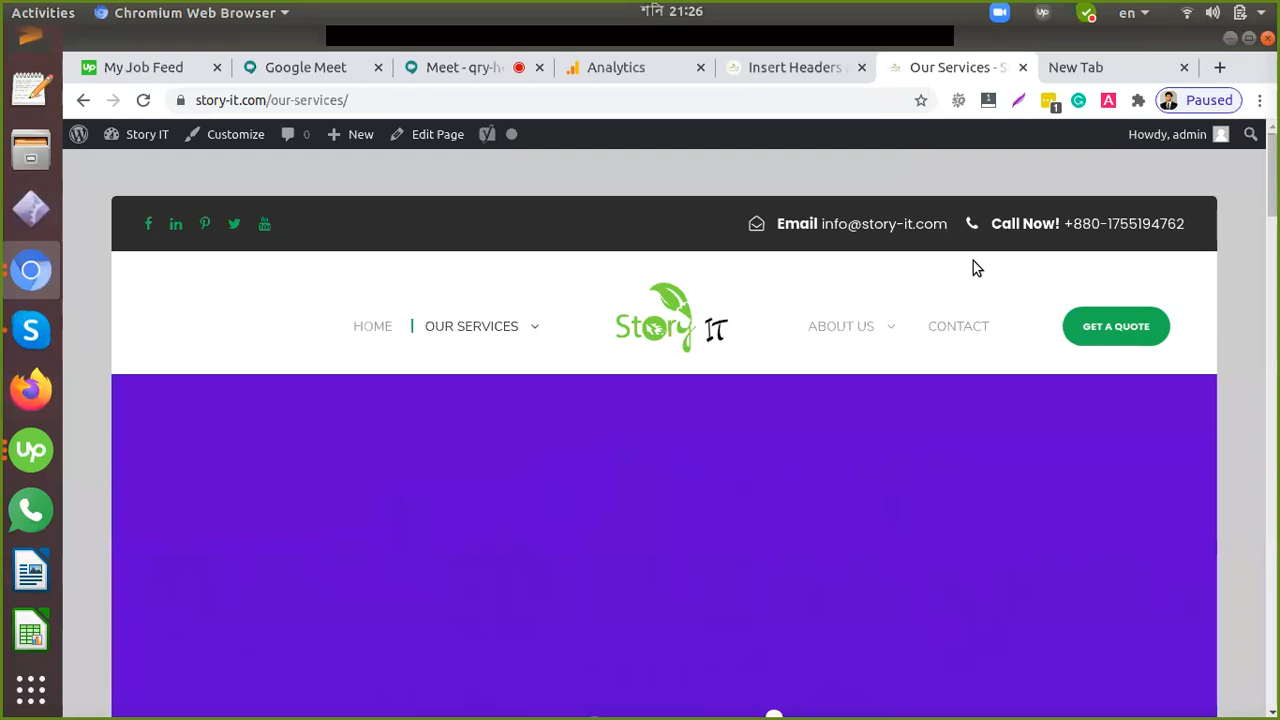 Activities Chromium Web Browser শনি 21:26 en
My Job Feed Google Meet Meet - qry-h Analytics Insert Headers Our Services - S New Tab
story-it.com/our-services/ 1 A Paused
Story IT Customize 0 New Edit Page Howdy, admin
Email info@story-it.com Call Now! +880-1755194762
HOME OUR SERVICES Story IT ABOUT US CONTACT GET A QUOTE